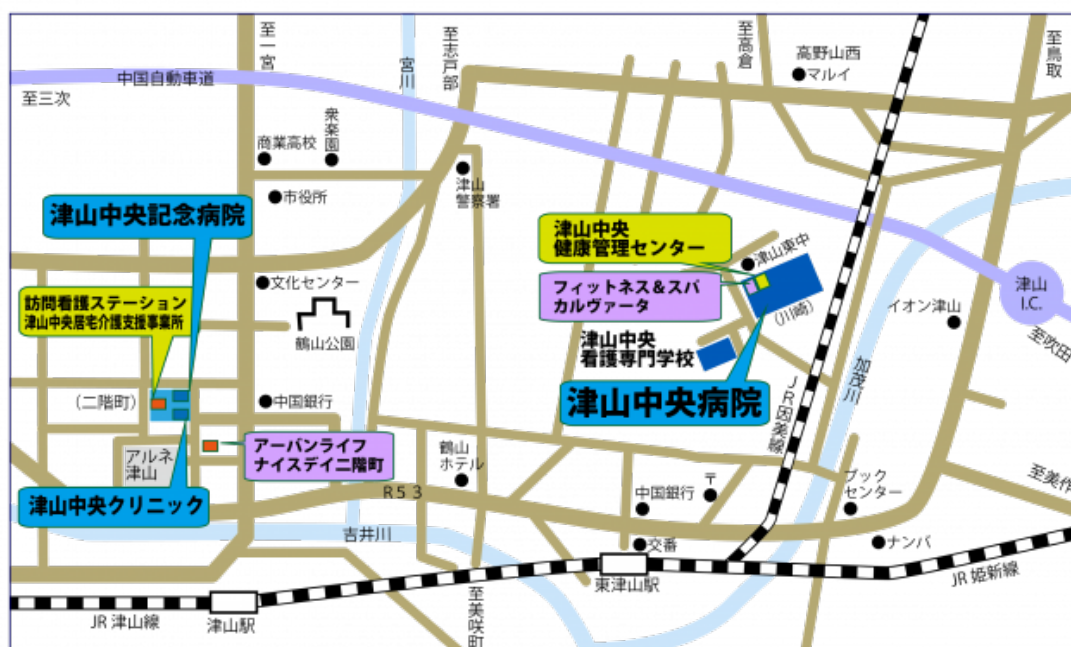 至一宮
宮川
至志戸部
至高倉
高野山西
マルイ
至鳥取
中国自動車道
至三次
商業高校
衆楽園
津山
警察署
市役所
津山中央記念病院
津山中央
健康管理センター
津山東中
フィットネス＆スパ
カルヴァータ
津山
I.C.
文化センター
訪問看護ステーション
津山中央居宅介護支援事業所
鶴山公園
（川崎）
イオン津山
至吹田
津山中央
看護専門学校
加茂川
津山中央病院
JR因美線
（二階町）
中国銀行
アルネ
津山
アーバンライフ
ナイスデイ二階町
鶴山
ホテル
津山中央クリニック
R53
中国銀行
〒
ブック
センター
至美作
吉井川
交番
ナンバ
東津山駅
JR 姫新線
至美咲町
JR 津山線
津山駅